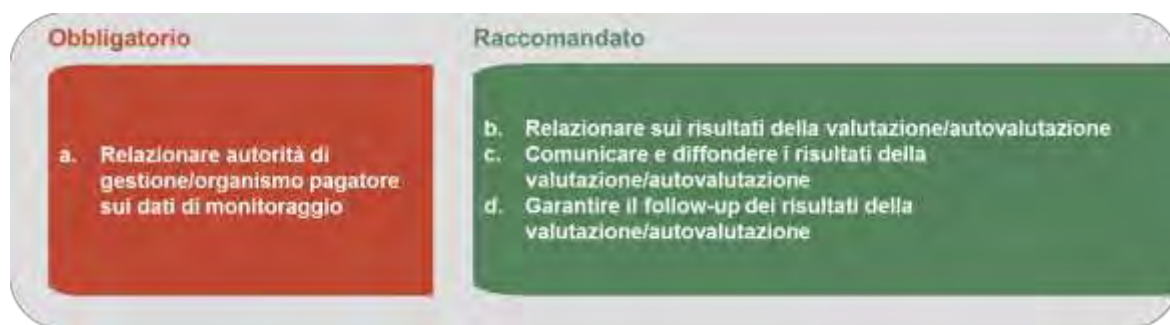 Obbligatorio
a. Relazionare autorità di
gestione/organismo pagatore
sui dati di monitoraggio
Raccomandato
b. Relazionare sui risultati della valutazione/autovalutazione
c. Comunicare e diffondere i risultati della
valutazione/autovalutazione
d. Garantire il follow-up dei risultati della
valutazione/autovalutazione